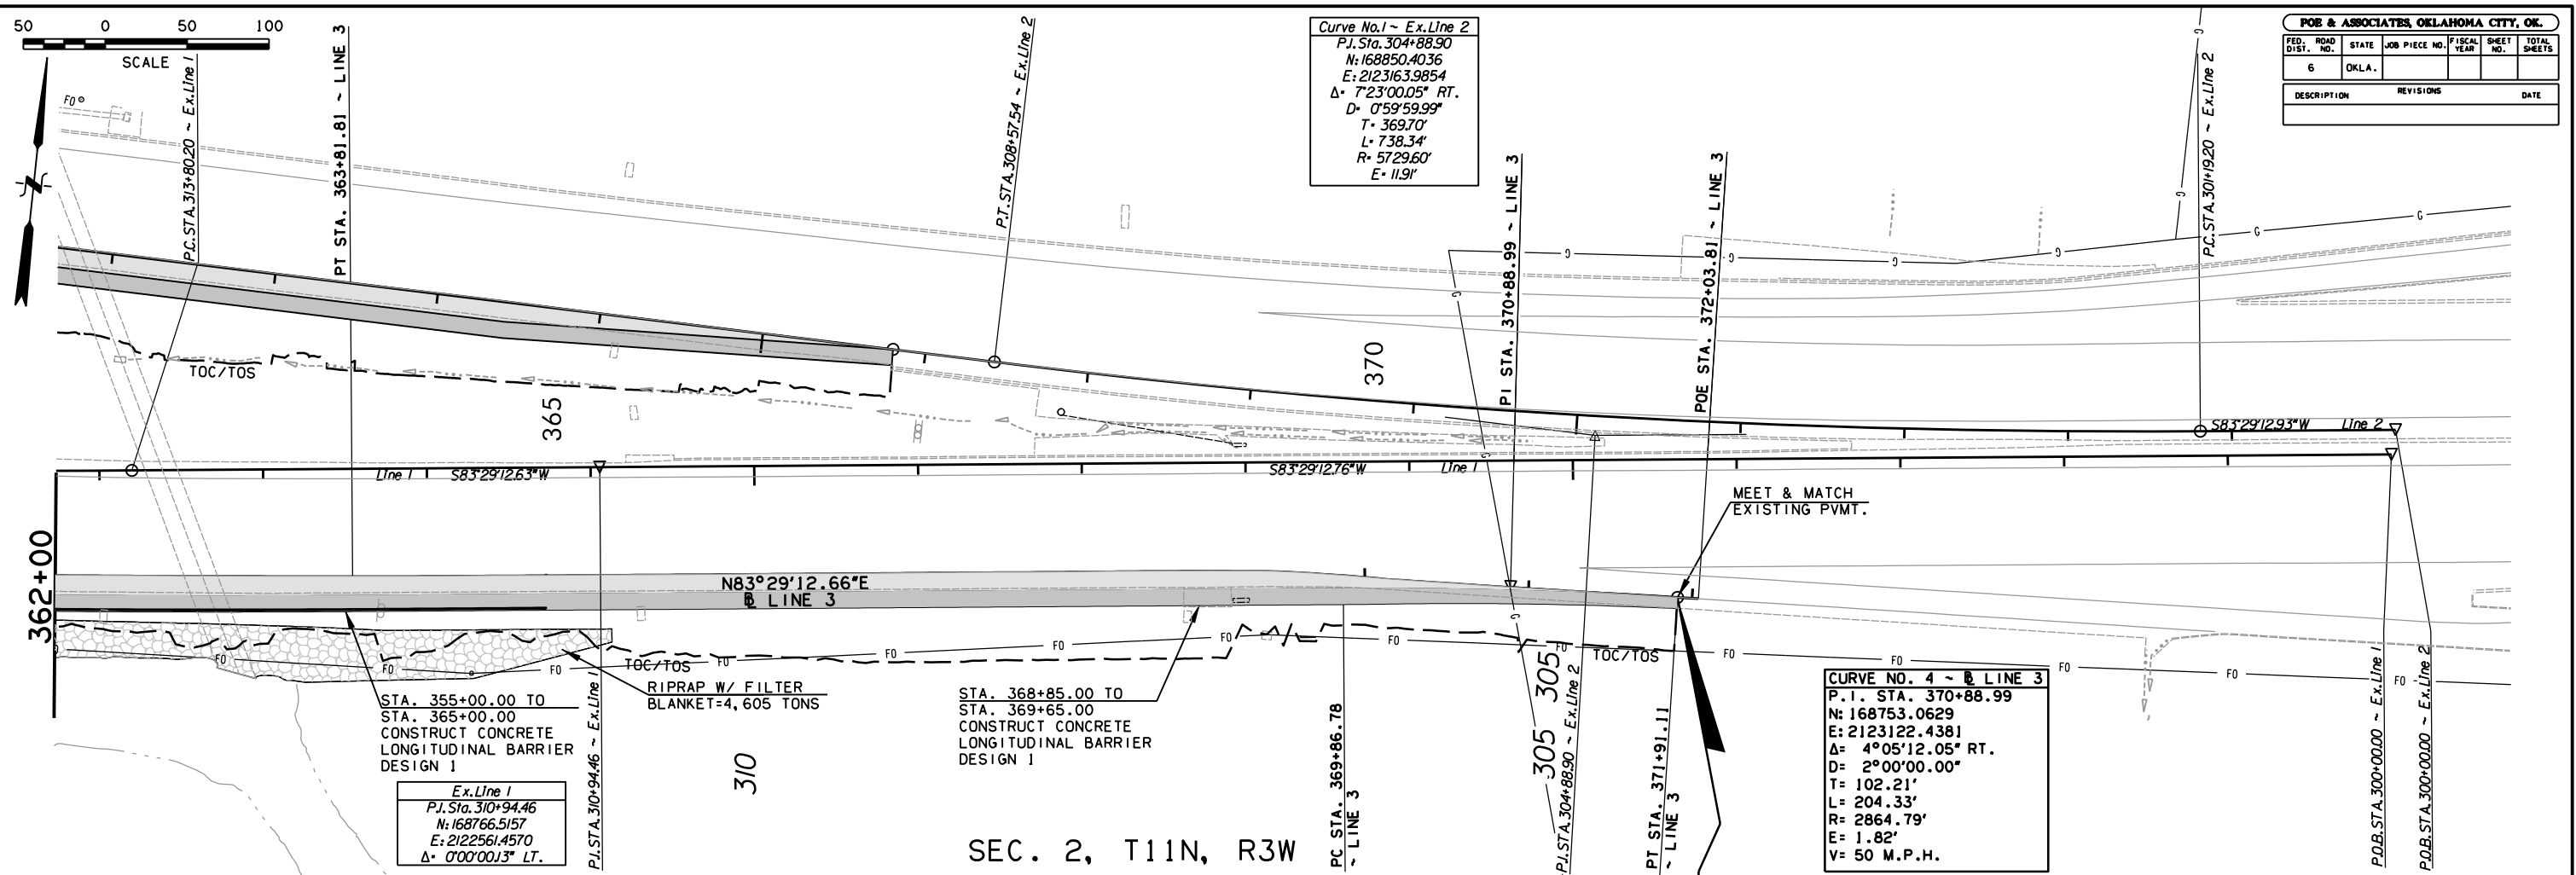 50 0 50 100
SCALE
N
FO
P.C. STA. 313+80.20 ~ Ex.Line 1
PT STA. 363+81.81 ~ LINE 3
P.T. STA. 308+57.54 ~ Ex.Line 2
Curve No.1 ~ Ex.Line 2
P.I. Sta. 304+88.90
N: 168850.4036
E: 2123163.9854
Δ= 7°23'00.05" RT.
D= 0°59'59.99"
T= 369.70'
L= 738.34'
R= 5729.60'
E= 11.91'
PI STA. 370+88.99 ~ LINE 3
POE STA. 372+03.81 ~ LINE 3
P.C. STA. 301+19.20 ~ Ex.Line 2
POE & ASSOCIATES, OKLAHOMA CITY, OK.
FED. ROAD DIST. NO. STATE JOB PIECE NO. FISCAL YEAR SHEET NO. TOTAL SHEETS
6 OKLA.
DESCRIPTION REVISIONS DATE
G G G G G G G G G G G G
TOC/TOS
365
370
S83°29'12.93"W Line 2
Line 1 S83°29'12.63"W
S83°29'12.76"W Line 1
MEET & MATCH
EXISTING PVMT.
362+00
N83°29'12.66"E
℄ LINE 3
FO FO FO FO FO FO FO FO FO FO FO FO FO
TOC/TOS
TOC/TOS
RIPRAP W/ FILTER
BLANKET=4,605 TONS
STA. 355+00.00 TO
STA. 365+00.00
CONSTRUCT CONCRETE
LONGITUDINAL BARRIER
DESIGN 1
STA. 368+85.00 TO
STA. 369+65.00
CONSTRUCT CONCRETE
LONGITUDINAL BARRIER
DESIGN 1
Ex.Line 1
P.I. Sta. 310+94.46
N: 168766.5157
E: 2122561.4570
Δ= 0°00'00.13" LT.
P.I. STA. 310+94.46 ~ Ex.Line 1
310
SEC. 2, T11N, R3W
PC STA. 369+86.78
~ LINE 3
305 305
P.I. STA. 304+88.90 ~ Ex.Line 2
PT STA. 371+91.11
~ LINE 3
CURVE NO. 4 ~ ℄ LINE 3
P.I. STA. 370+88.99
N: 168753.0629
E: 2123122.4381
Δ= 4°05'12.05" RT.
D= 2°00'00.00"
T= 102.21'
L= 204.33'
R= 2864.79'
E= 1.82'
V= 50 M.P.H.
P.O.B. STA. 300+00.00 ~ Ex.Line 1
P.O.B. STA. 300+00.00 ~ Ex.Line 2